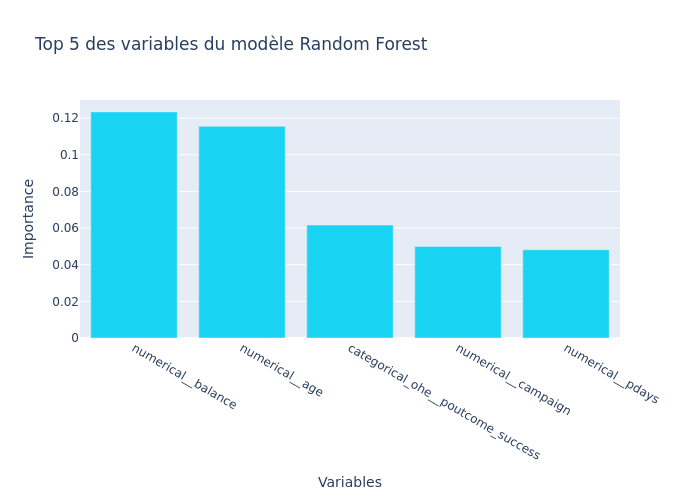 Top 5 des variables du modèle Random Forest
Importance
0.12
0.1
0.08
0.06
0.04
0.02
0
numerical__balance
numerical__age
categorical_ohe__poutcome_success
numerical__campaign
numerical__pdays
Variables